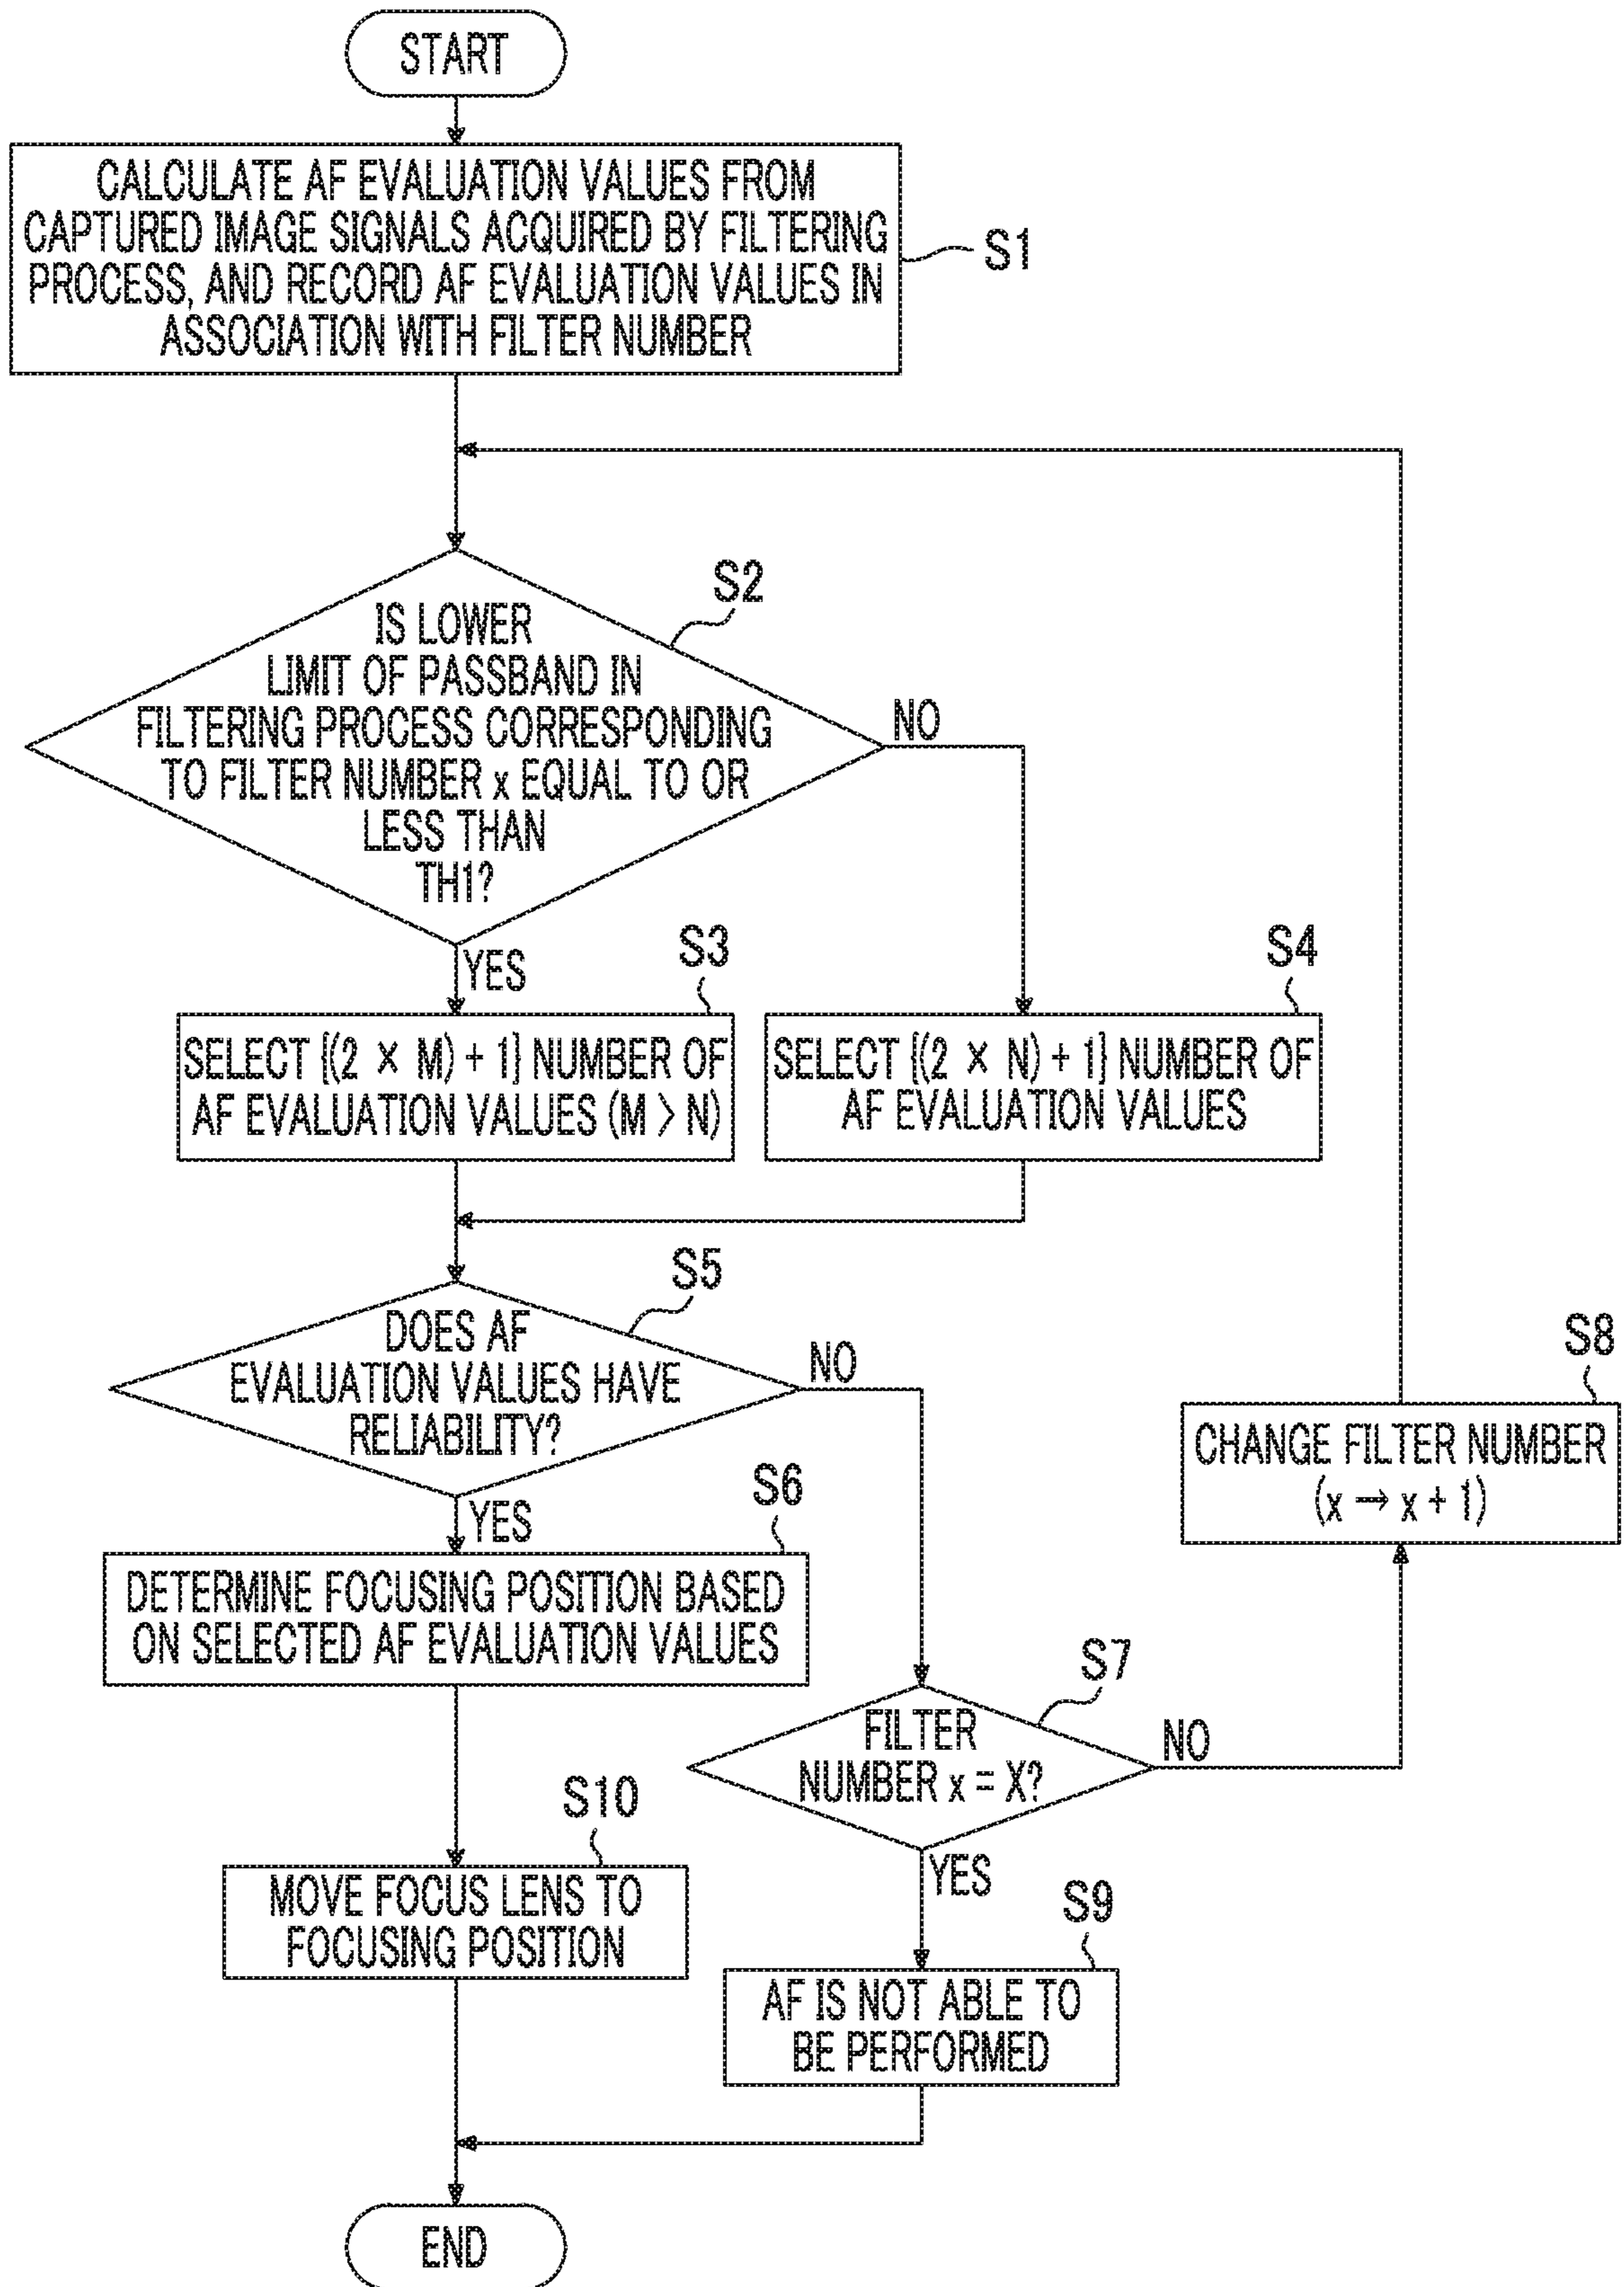 START
CALCULATE AF EVALUATION VALUES FROM
CAPTURED IMAGE SIGNALS ACQUIRED BY FILTERING
PROCESS, AND RECORD AF EVALUATION VALUES IN
ASSOCIATION WITH FILTER NUMBER
S1
S2
IS LOWER
LIMIT OF PASSBAND IN
FILTERING PROCESS CORRESPONDING
TO FILTER NUMBER x EQUAL TO OR
LESS THAN
TH1?
NO
YES
S3
SELECT {(2 × M) + 1} NUMBER OF
AF EVALUATION VALUES (M > N)
S4
SELECT {(2 × N) + 1} NUMBER OF
AF EVALUATION VALUES
S5
DOES AF
EVALUATION VALUES HAVE
RELIABILITY?
NO
YES
S8
CHANGE FILTER NUMBER
(x → x + 1)
S6
DETERMINE FOCUSING POSITION BASED
ON SELECTED AF EVALUATION VALUES
S7
FILTER
NUMBER x = X?
NO
YES
S10
MOVE FOCUS LENS TO
FOCUSING POSITION
S9
AF IS NOT ABLE TO
BE PERFORMED
END